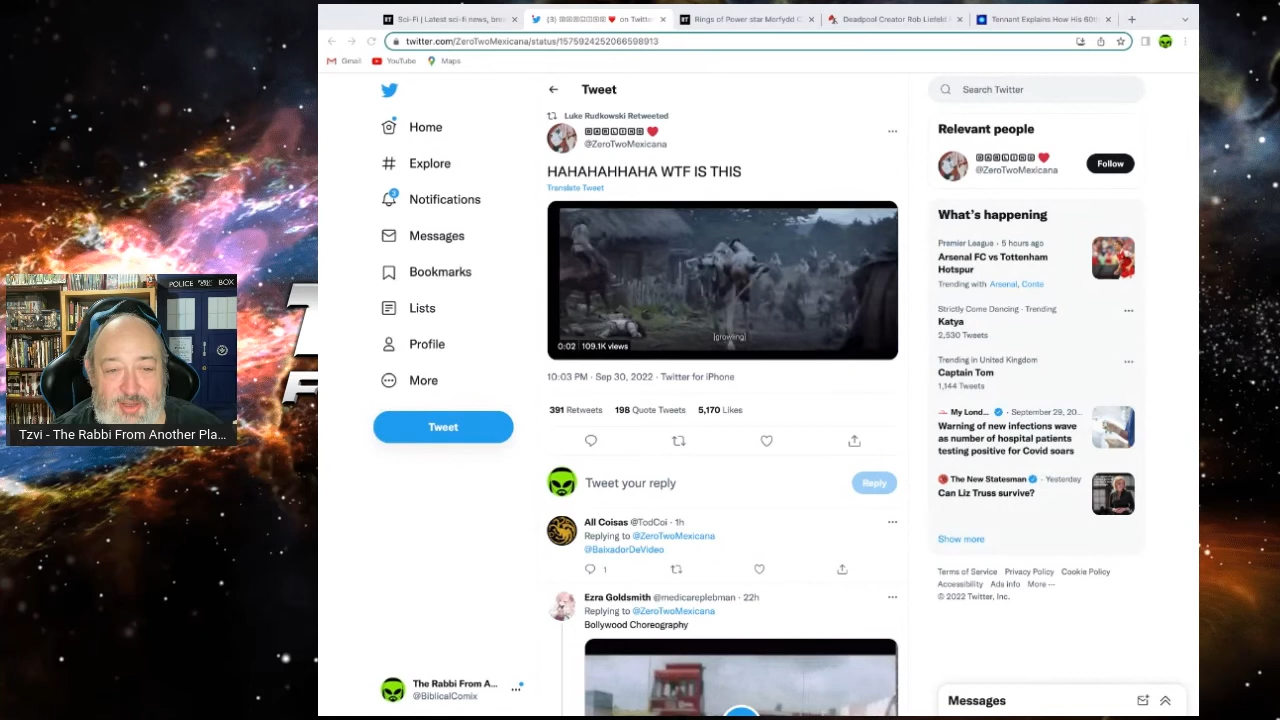 Sci-Fi | Latest sci-fi news, brea
on Twitter
Rings of Power star Morfydd C
Deadpool Creator Rob Liefeld
Tennant Explains How His 60th
twitter.com/ZeroTwoMexicana/status/1575924252066598913
Gmail
YouTube
Maps
Tweet
Search Twitter
Luke Rudkowski Retweeted
🅳🅰🆁🅻🅸🅽🅶 ❤️
@ZeroTwoMexicana
HAHAHAHHAHA WTF IS THIS
Translate Tweet
[growling]
0:02 | 109.1K views
10:03 PM · Sep 30, 2022 · Twitter for iPhone
391 Retweets 198 Quote Tweets 5,170 Likes
Tweet your reply
Reply
All Coisas @TodCoi · 1h
Replying to @ZeroTwoMexicana
@BaixadorDeVideo
1
Ezra Goldsmith @medicareplebman · 22h
Replying to @ZeroTwoMexicana
Bollywood Choreography
Home
Explore
3
Notifications
Messages
Bookmarks
Lists
Profile
More
Tweet
The Rabbi From A...
@BiblicalComix
POLICE BOX
Tzvi - The Rabbi From Another Pla...
Relevant people
@ZeroTwoMexicana
Follow
What's happening
Premier League · 5 hours ago
Arsenal FC vs Tottenham
Hotspur
Trending with Arsenal, Conte
Strictly Come Dancing · Trending
Katya
2,530 Tweets
Trending in United Kingdom
Captain Tom
1,144 Tweets
My Lond... · September 29, 20...
Warning of new infections wave
as number of hospital patients
testing positive for Covid soars
The New Statesman · Yesterday
Can Liz Truss survive?
Show more
Terms of Service Privacy Policy Cookie Policy
Accessibility Ads info More ···
© 2022 Twitter, Inc.
Messages